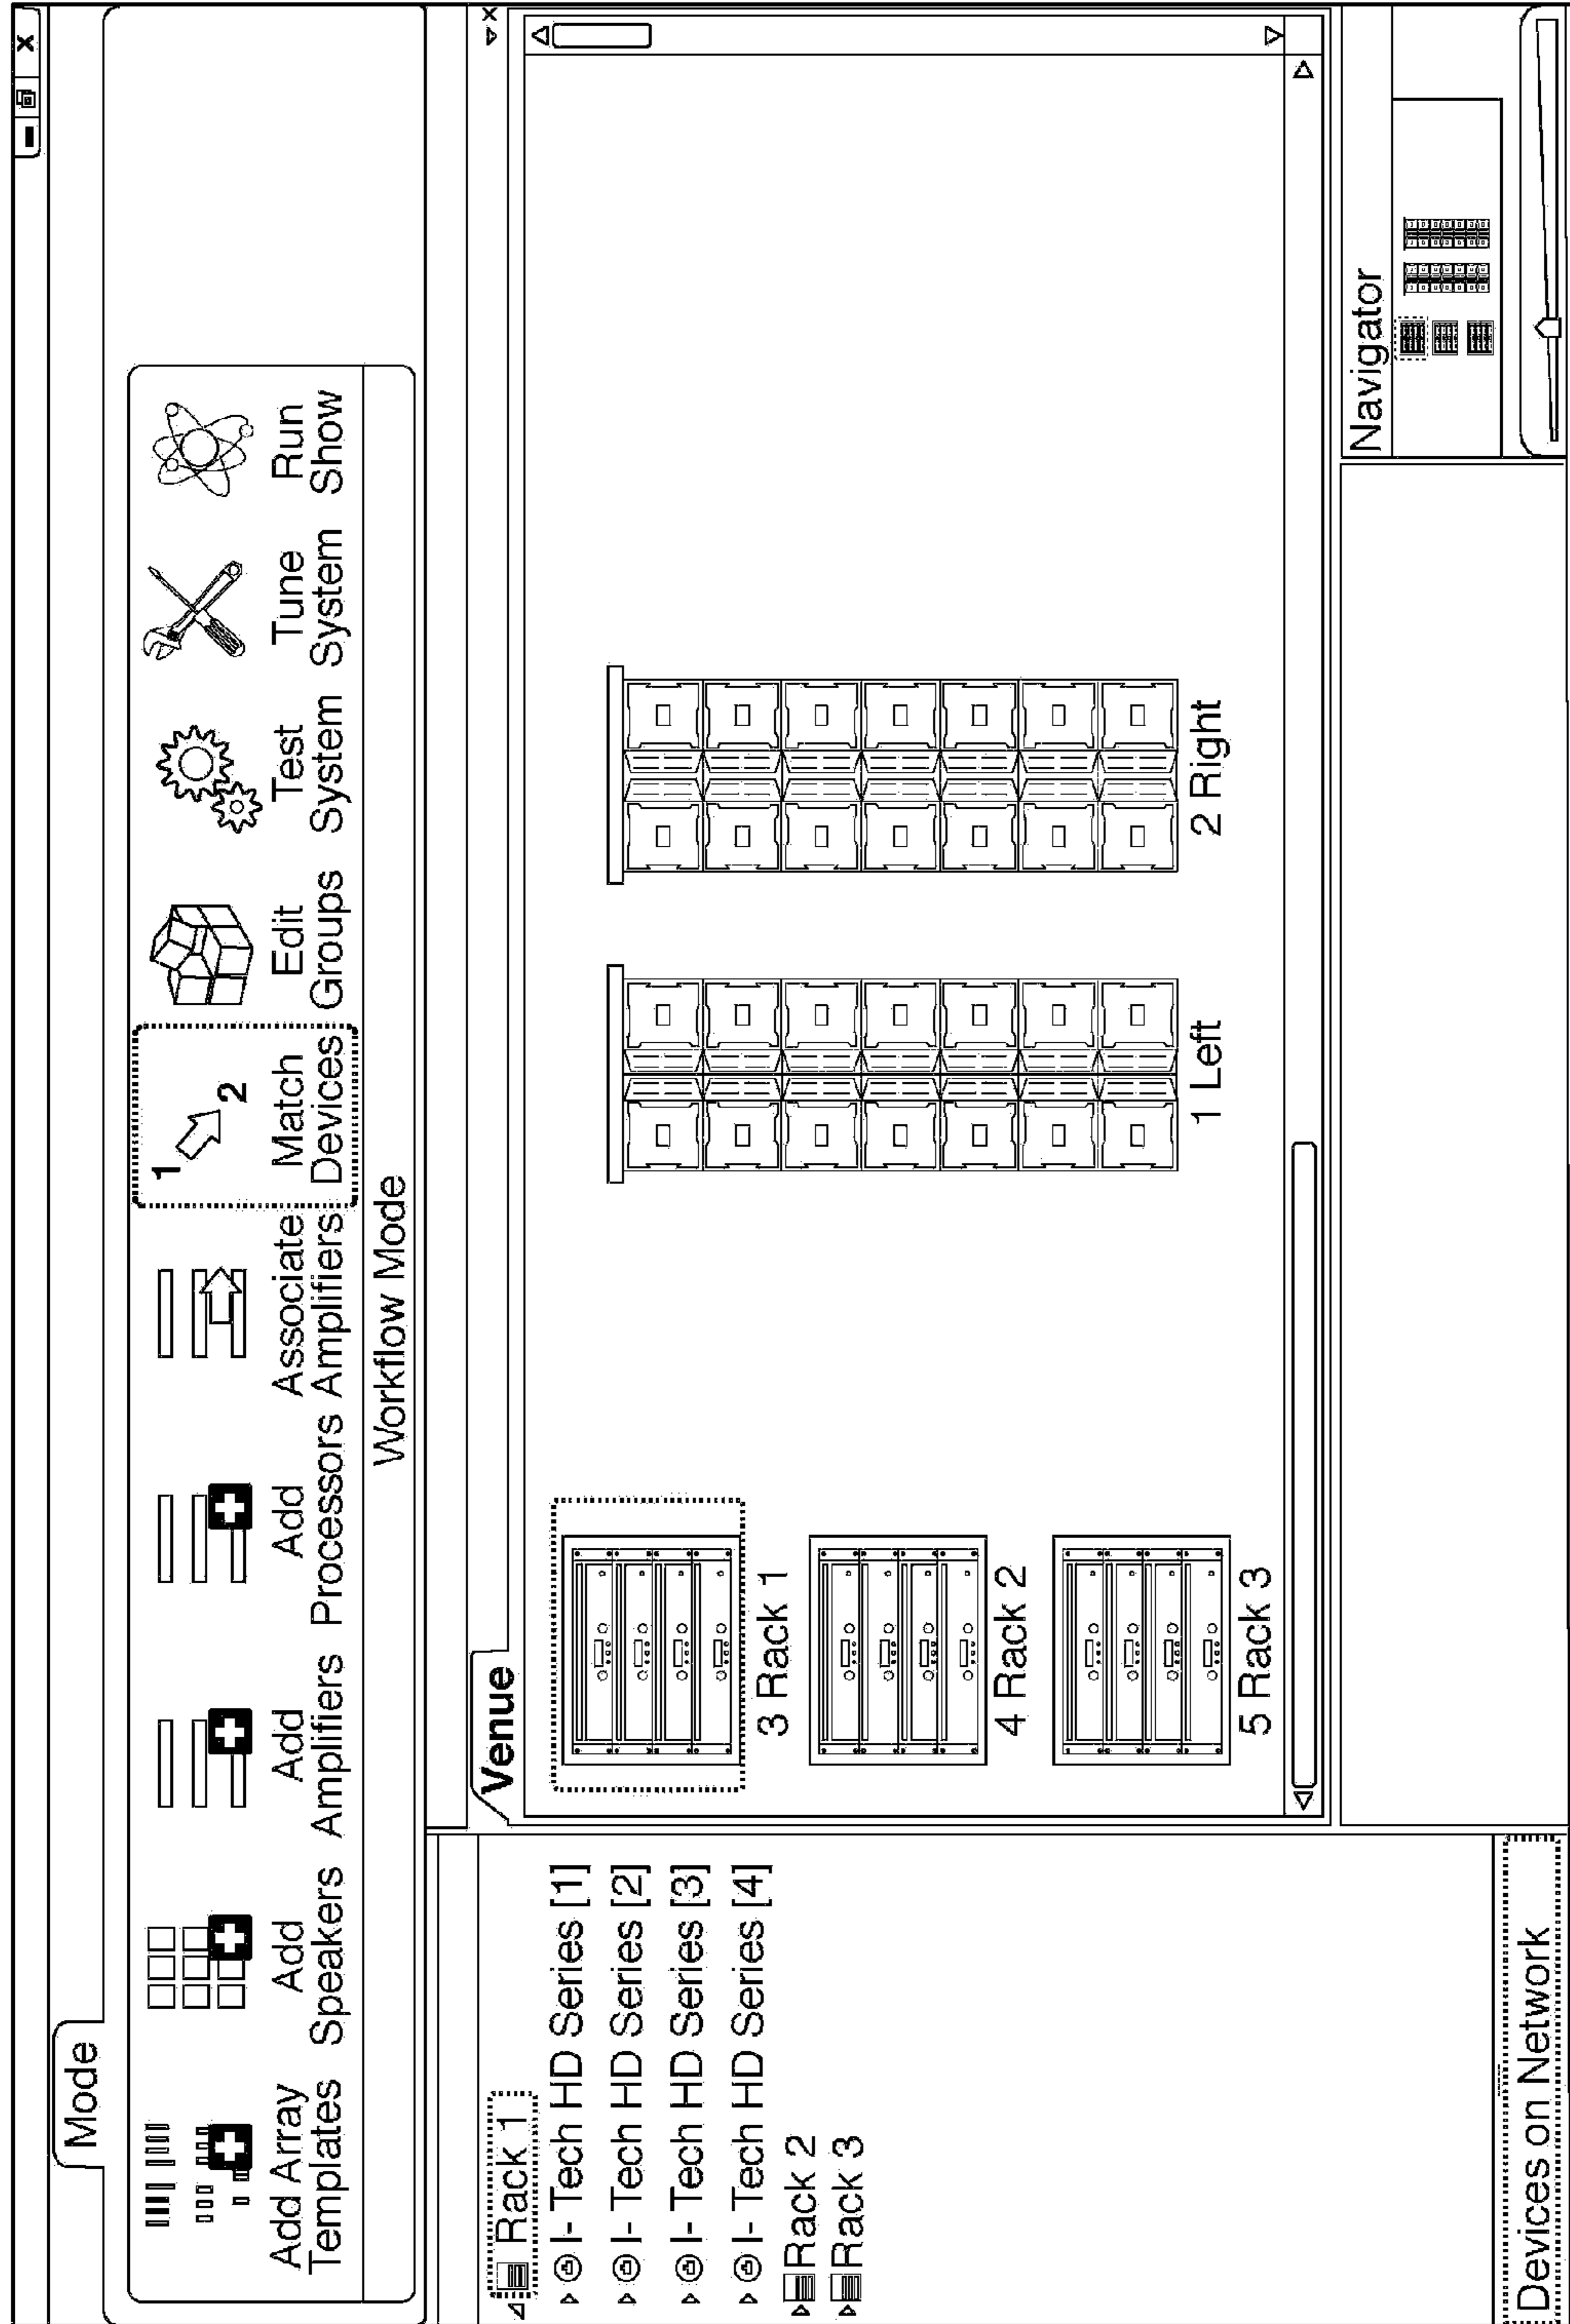 Mode
Add Array
Templates
Add
Speakers
Add
Amplifiers
Add
Processors
Associate
Amplifiers
1
2
Match
Devices
Edit
Groups
Test
System
Tune
System
Run
Show
Workflow Mode
Rack 1
I- Tech HD Series [1]
I- Tech HD Series [2]
I- Tech HD Series [3]
I- Tech HD Series [4]
Rack 2
Rack 3
Devices on Network
Venue
3 Rack 1
4 Rack 2
5 Rack 3
1 Left
2 Right
Navigator